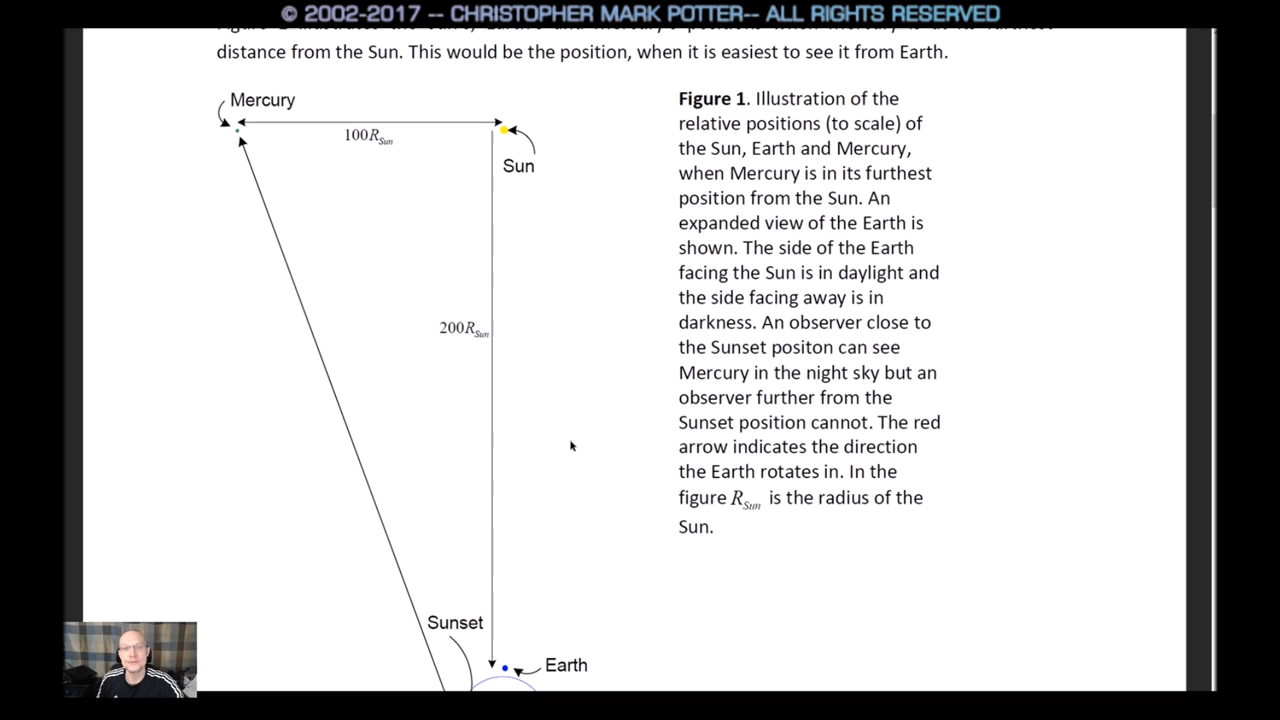 © 2002-2017 -- CHRISTOPHER MARK POTTER-- ALL RIGHTS RESERVED
distance from the Sun. This would be the position, when it is easiest to see it from Earth.
Mercury
100R_Sun
Sun
200R_Sun
Sunset
Earth
Figure 1. Illustration of the
relative positions (to scale) of
the Sun, Earth and Mercury,
when Mercury is in its furthest
position from the Sun. An
expanded view of the Earth is
shown. The side of the Earth
facing the Sun is in daylight and
the side facing away is in
darkness. An observer close to
the Sunset positon can see
Mercury in the night sky but an
observer further from the
Sunset position cannot. The red
arrow indicates the direction
the Earth rotates in. In the
figure R_Sun is the radius of the
Sun.